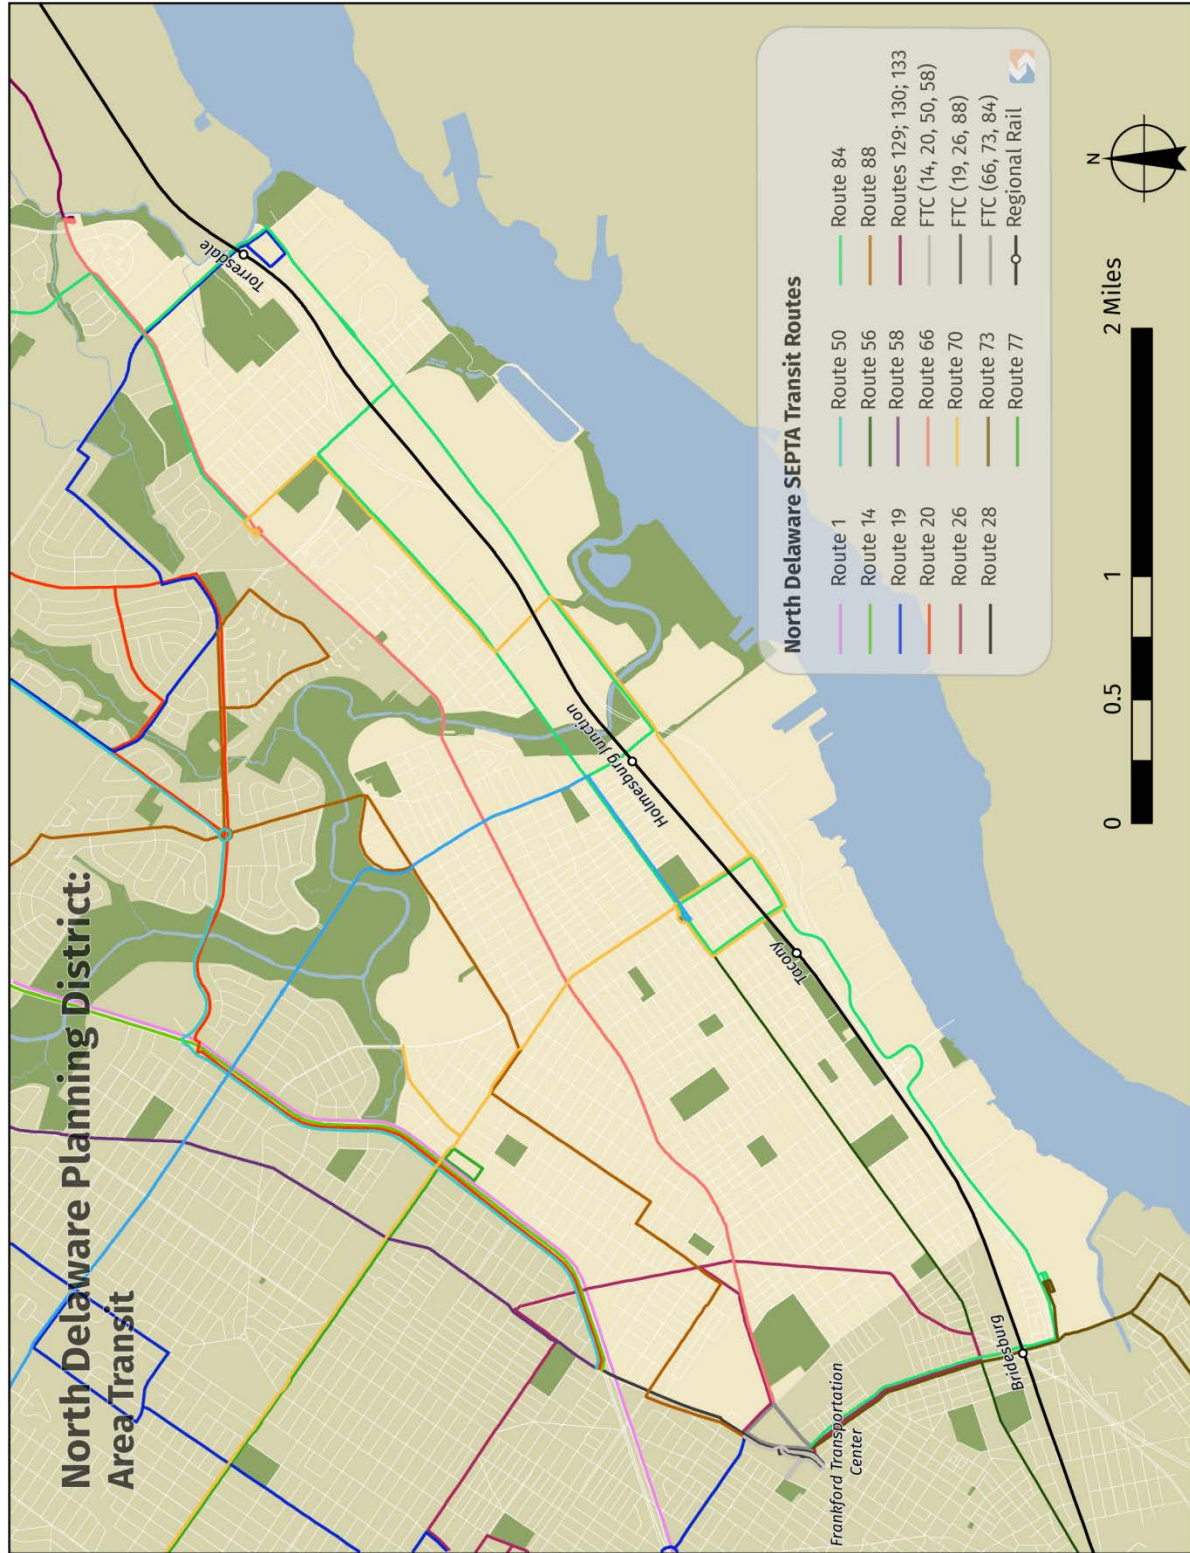 North Delaware Planning District:
Area Transit
Torresdale
Holmesburg Junction
Tacony
Bridesburg
Frankford Transportation
Center
North Delaware SEPTA Transit Routes
Route 1
Route 14
Route 19
Route 20
Route 26
Route 28
Route 50
Route 56
Route 58
Route 66
Route 70
Route 73
Route 77
Route 84
Route 88
Routes 129; 130; 133
FTC (14, 20, 50, 58)
FTC (19, 26, 88)
FTC (66, 73, 84)
Regional Rail
0 0.5 1 2 Miles
N